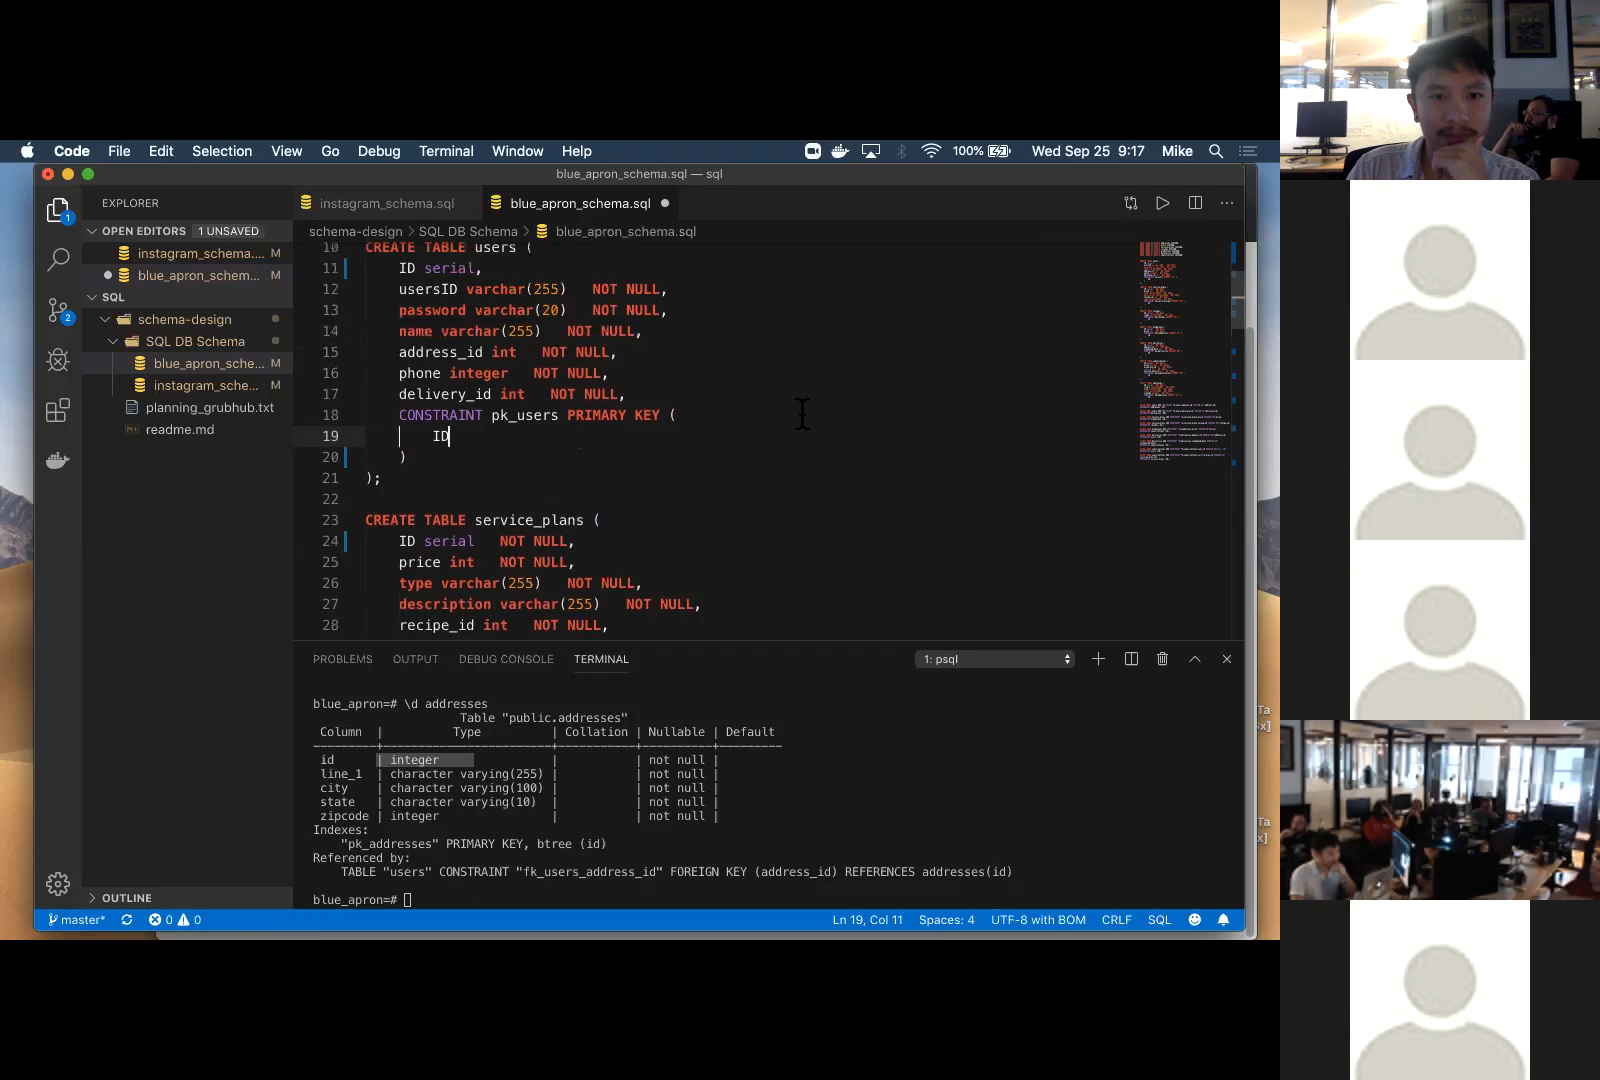 Code File Edit Selection View Go Debug Terminal Window Help 100% Wed Sep 25 9:17 Mike
blue_apron_schema.sql — sql
EXPLORER
OPEN EDITORS 1 UNSAVED
instagram_schema.... M
blue_apron_schem... M
SQL
schema-design
SQL DB Schema
blue_apron_sche... M
instagram_sche... M
planning_grubhub.txt
readme.md
OUTLINE
1
2
instagram_schema.sql blue_apron_schema.sql
schema-design > SQL DB Schema > blue_apron_schema.sql
10 CREATE TABLE users (
11 ID serial,
12 usersID varchar(255) NOT NULL,
13 password varchar(20) NOT NULL,
14 name varchar(255) NOT NULL,
15 address_id int NOT NULL,
16 phone integer NOT NULL,
17 delivery_id int NOT NULL,
18 CONSTRAINT pk_users PRIMARY KEY (
19 ID
20 )
21 );
22
23 CREATE TABLE service_plans (
24 ID serial NOT NULL,
25 price int NOT NULL,
26 type varchar(255) NOT NULL,
27 description varchar(255) NOT NULL,
28 recipe_id int NOT NULL,
PROBLEMS OUTPUT DEBUG CONSOLE TERMINAL 1: psql
blue_apron=# \d addresses
Table "public.addresses"
Column | Type | Collation | Nullable | Default
---------+------------------------+-----------+----------+---------
id | integer | | not null |
line_1 | character varying(255) | | not null |
city | character varying(100) | | not null |
state | character varying(10) | | not null |
zipcode | integer | | not null |
Indexes:
"pk_addresses" PRIMARY KEY, btree (id)
Referenced by:
TABLE "users" CONSTRAINT "fk_users_address_id" FOREIGN KEY (address_id) REFERENCES addresses(id)
blue_apron=#
master* 0 0 Ln 19, Col 11 Spaces: 4 UTF-8 with BOM CRLF SQL